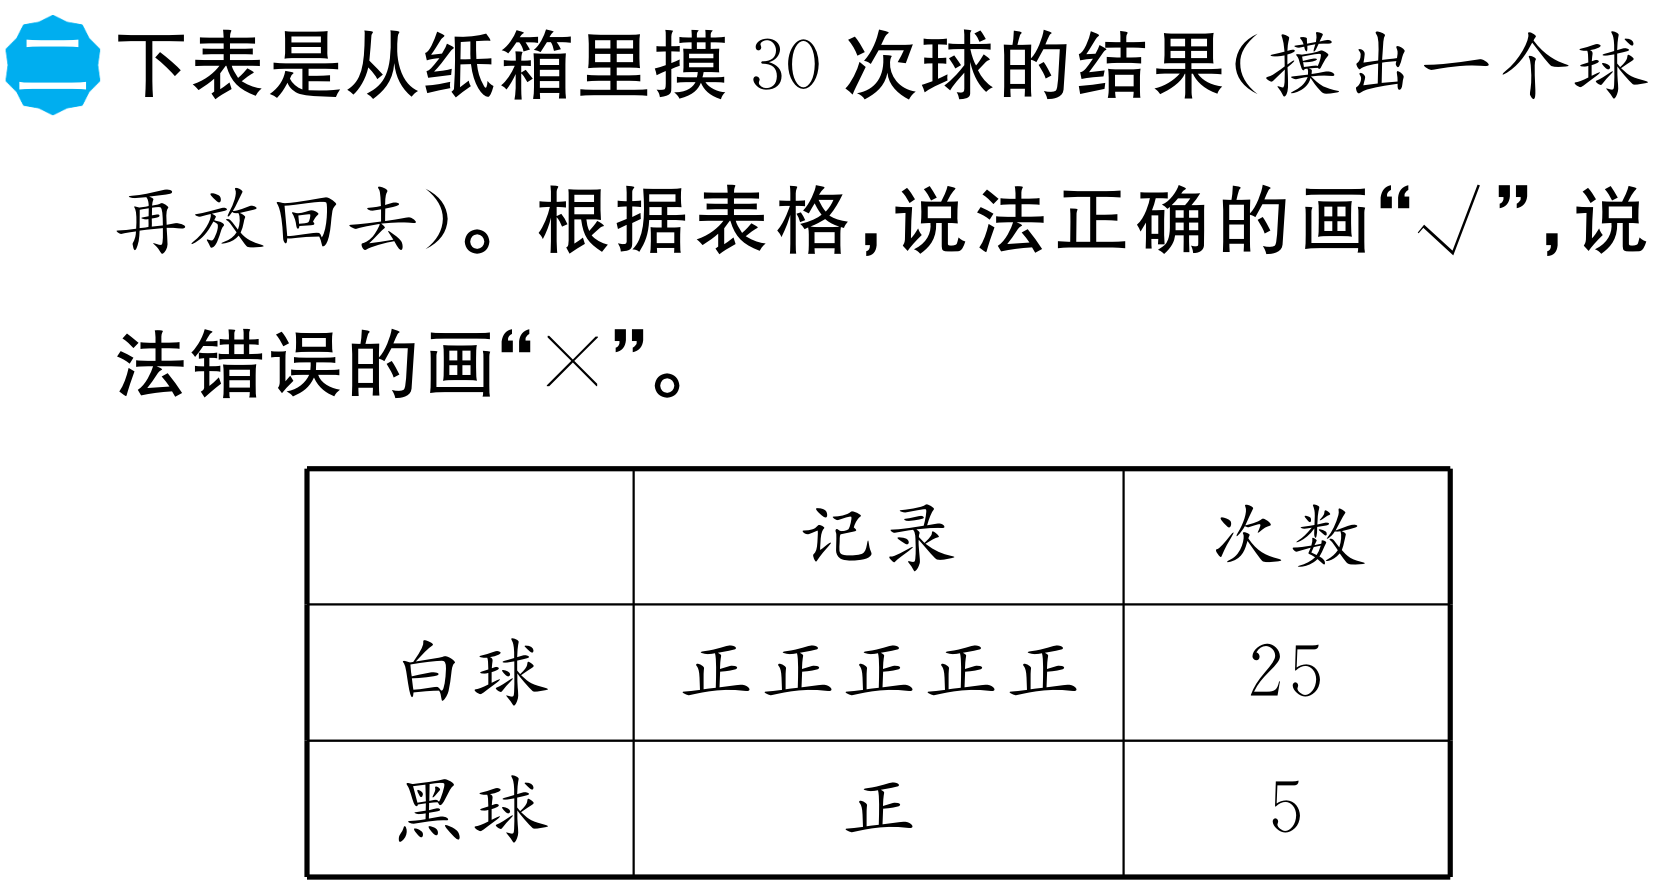 二 下表是从纸箱里摸 30 次球的结果(摸出一个球
再放回去)。根据表格,说法正确的画“√”,说
法错误的画“×”。
记录 次数
白球 正正正正正 25
黑球 正 5